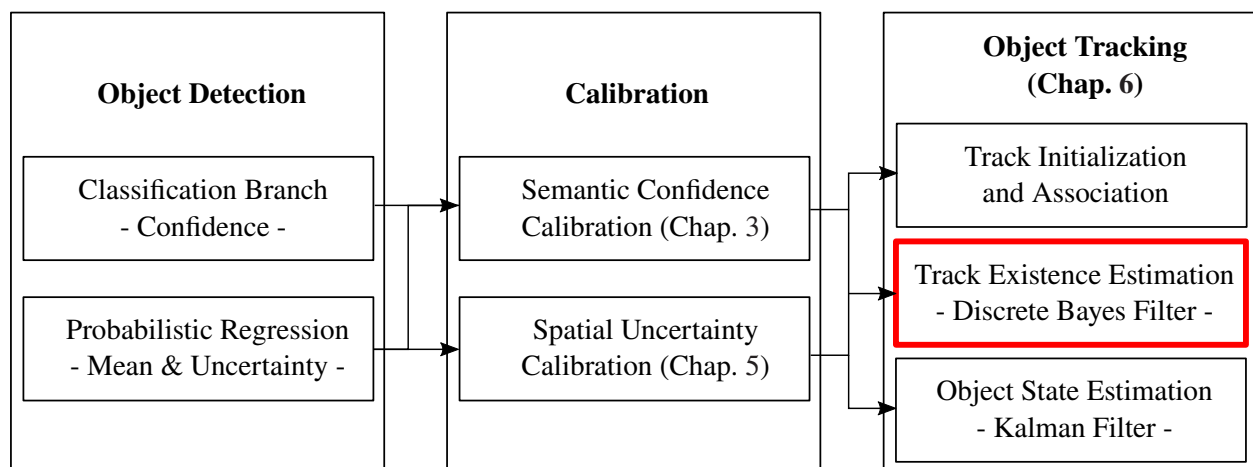 Object Detection
Classification Branch
- Confidence -
Probabilistic Regression
- Mean & Uncertainty -
Calibration
Semantic Confidence
Calibration (Chap. 3)
Spatial Uncertainty
Calibration (Chap. 5)
Object Tracking
(Chap. 6)
Track Initialization
and Association
Track Existence Estimation
- Discrete Bayes Filter -
Object State Estimation
- Kalman Filter -